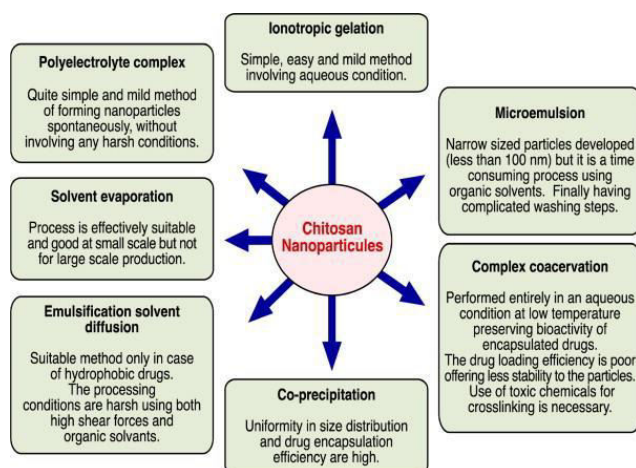 Ionotropic gelation
Simple, easy and mild method
involving aqueous condition.
Polyelectrolyte complex
Quite simple and mild method
of forming nanoparticles
spontaneously, without
involving any harsh conditions.
Microemulsion
Narrow sized particles developed
(less than 100 nm) but it is a time
consuming process using
organic solvents. Finally having
complicated washing steps.
Solvent evaporation
Process is effectively suitable
and good at small scale but not
for large scale production.
Chitosan
Nanoparticules
Complex coacervation
Performed entirely in an aqueous
condition at low temperature
preserving bioactivity of
encapsulated drugs.
The drug loading efficiency is poor
offering less stability to the particles.
Use of toxic chemicals for
crosslinking is necessary.
Emulsification solvent
diffusion
Suitable method only in case
of hydrophobic drugs.
The processing
conditions are harsh using both
high shear forces and
organic solvants.
Co-precipitation
Uniformity in size distribution
and drug encapsulation
efficiency are high.